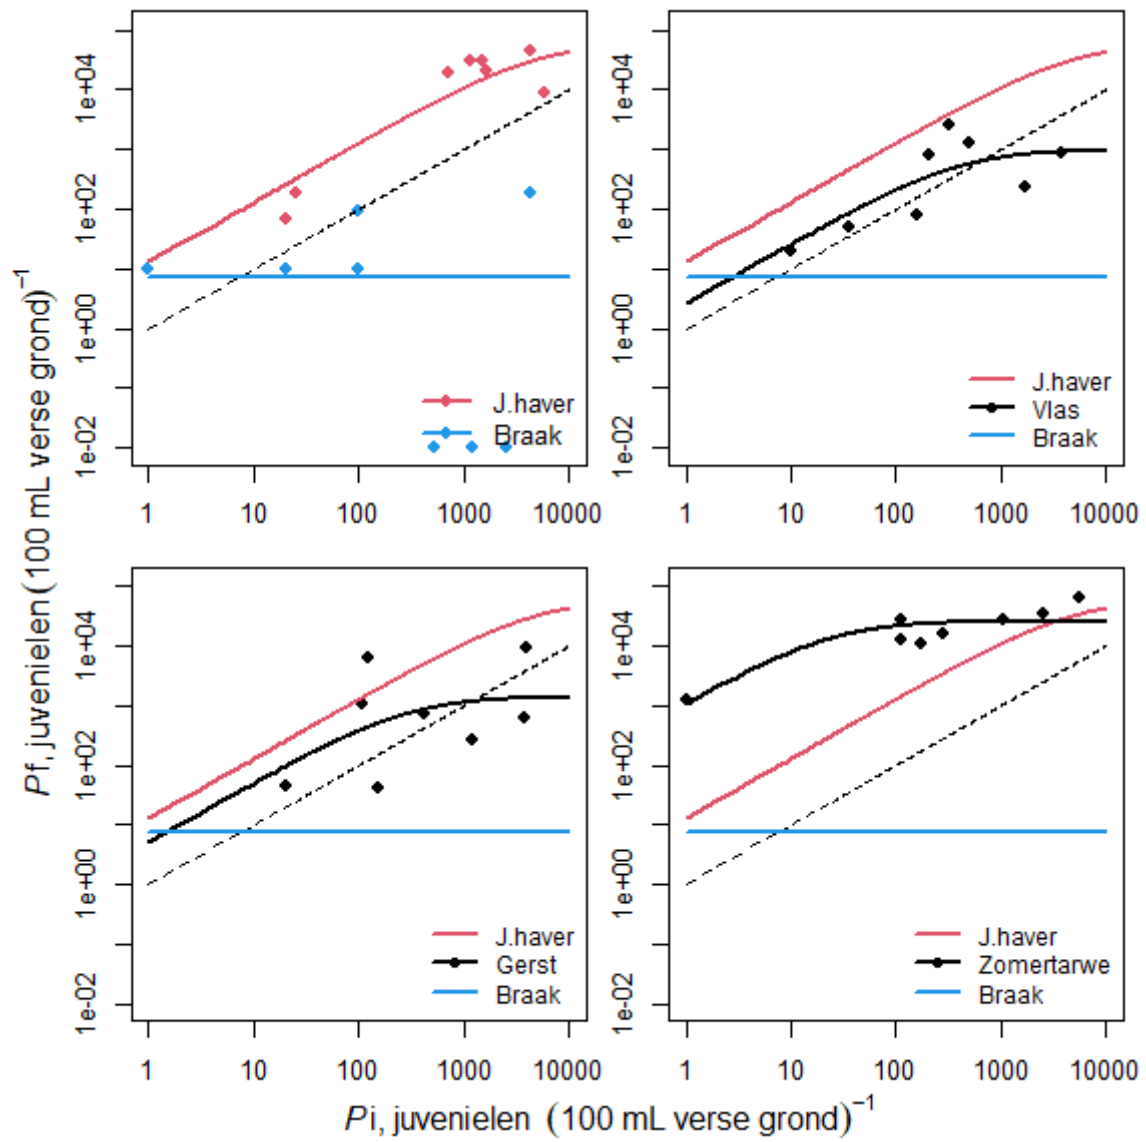 1e-02 1e+00 1e+02 1e+04
1 10 100 1000 10000
J.haver
Braak
1e-02 1e+00 1e+02 1e+04
1 10 100 1000 10000
J.haver
Vlas
Braak
1e-02 1e+00 1e+02 1e+04
1 10 100 1000 10000
J.haver
Gerst
Braak
1e-02 1e+00 1e+02 1e+04
1 10 100 1000 10000
J.haver
Zomertarwe
Braak
Pf, juvenielen (100 mL verse grond)⁻¹
Pi, juvenielen (100 mL verse grond)⁻¹